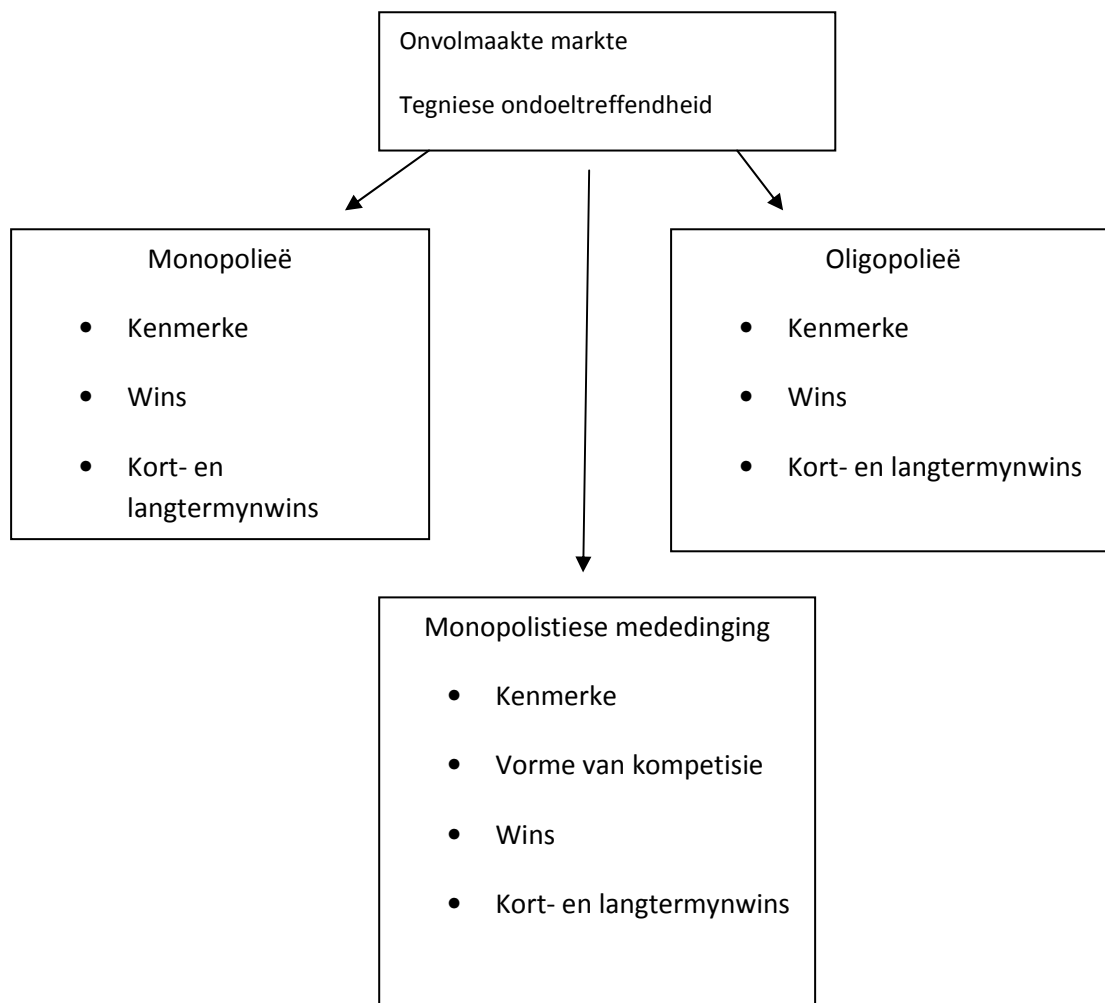 Onvolmaakte markte
Tegniese ondoeltreffendheid
Monopolieë
• Kenmerke
• Wins
• Kort- en
langtermynwins
Oligopolieë
• Kenmerke
• Wins
• Kort- en langtermynwins
Monopolistiese mededinging
• Kenmerke
• Vorme van kompetisie
• Wins
• Kort- en langtermynwins